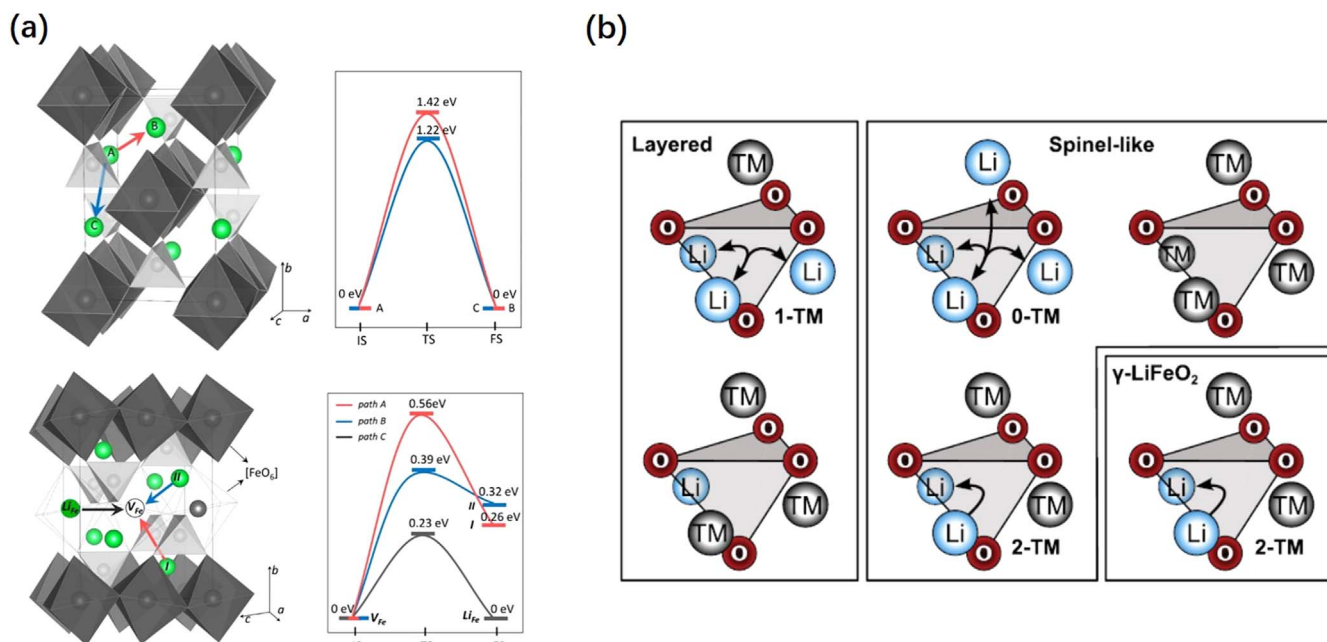 (a)
B
A
C
b
c
a
1.42 eV
1.22 eV
0 eV
A
0 eV
C
B
IS
TS
FS
[FeO6]
II
LiFe
VFe
I
b
c
a
path A
path B
path C
0.56eV
0.39 eV
0.32 eV
II
0.26 eV
I
0.23 eV
0 eV
VFe
LiFe
0 eV
(b)
Layered
TM
O
O
O
Li
Li
Li
O
1-TM
TM
O
O
O
Li
TM
TM
O
Spinel-like
Li
O
O
O
Li
Li
Li
O
0-TM
TM
O
O
O
TM
TM
TM
O
TM
O
O
O
Li
TM
Li
O
2-TM
γ-LiFeO2
TM
O
O
O
Li
TM
Li
O
2-TM